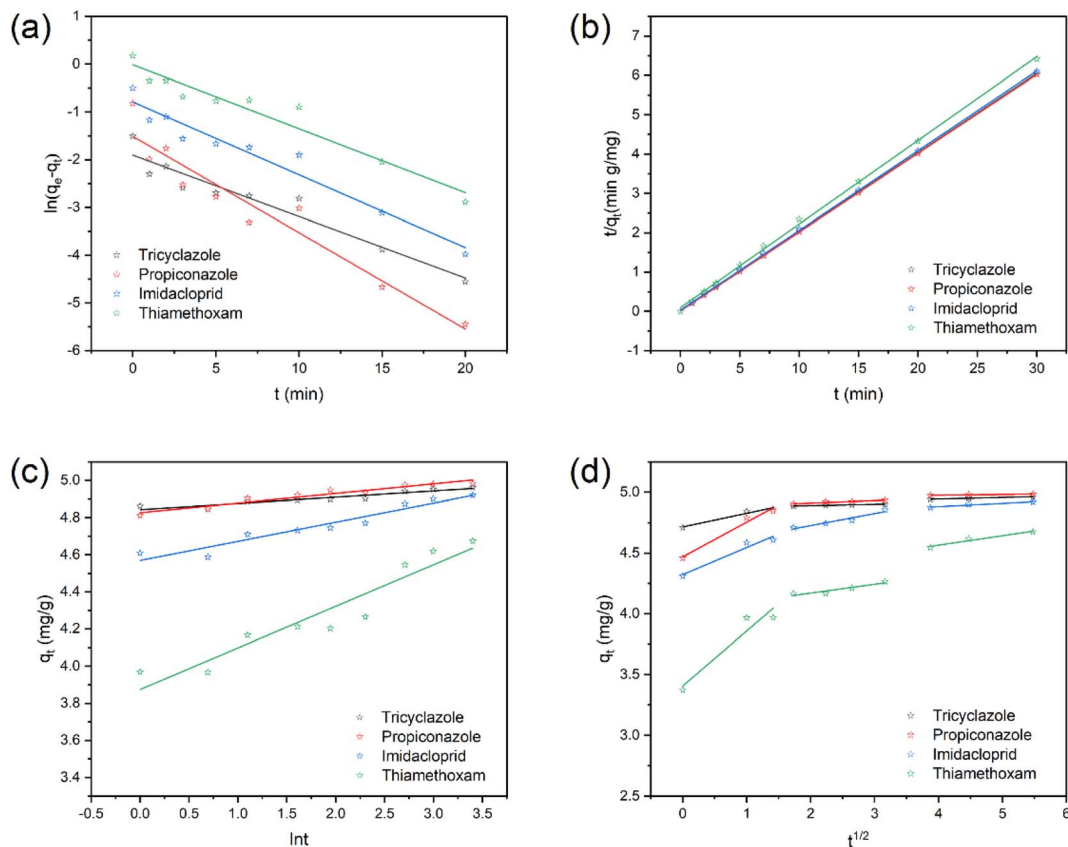 (a)
1
0
-1
-2
-3
-4
-5
-6
ln(qe-qt)
Tricyclazole
Propiconazole
Imidacloprid
Thiamethoxam
0 5 10 15 20
t (min)
(b)
7
6
5
4
3
2
1
0
-1
t/qt(min g/mg)
Tricyclazole
Propiconazole
Imidacloprid
Thiamethoxam
0 5 10 15 20 25 30
t (min)
(c)
5.0
4.8
4.6
4.4
4.2
4.0
3.8
3.6
3.4
qt (mg/g)
Tricyclazole
Propiconazole
Imidacloprid
Thiamethoxam
-0.5 0.0 0.5 1.0 1.5 2.0 2.5 3.0 3.5
lnt
(d)
5.0
4.5
4.0
3.5
3.0
2.5
qt (mg/g)
Tricyclazole
Propiconazole
Imidacloprid
Thiamethoxam
0 1 2 3 4 5 6
t1/2